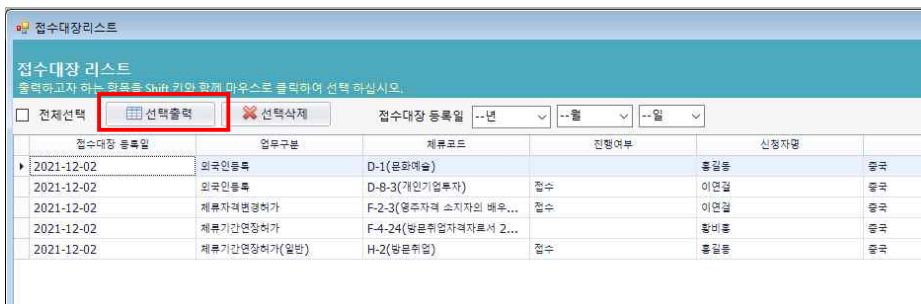 접수대장리스트
접수대장 리스트
출력하고자 하는 항목을 Shift 키와 함께 마우스로 클릭하여 선택 하십시오.
전체선택 선택출력 선택삭제 접수대장 등록일 --년 --월 --일
접수대장 등록일 업무구분 체류코드 진행여부 신청자명
2021-12-02 외국인등록 D-1(문화예술) 홍길동 중국
2021-12-02 외국인등록 D-8-3(개인기업투자) 접수 이연걸 중국
2021-12-02 체류자격변경허가 F-2-3(영주자격 소지자의 배우... 접수 이연걸 중국
2021-12-02 체류기간연장허가 F-4-24(방문취업자격자로서 2... 황비홍 중국
2021-12-02 체류기간연장허가(일반) H-2(방문취업) 접수 홍길동 중국